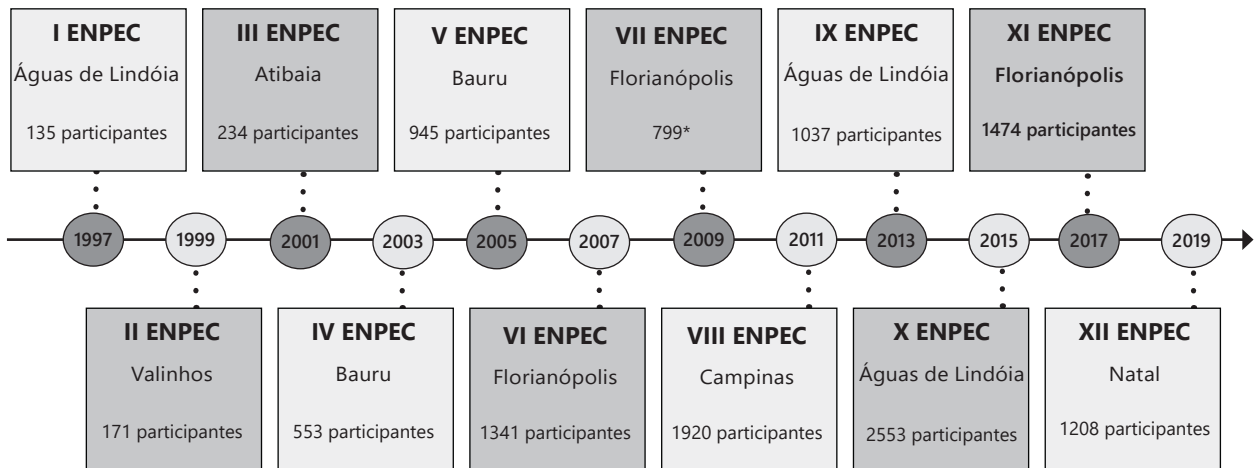 I ENPEC
Águas de Lindóia
135 participantes
III ENPEC
Atibaia
234 participantes
V ENPEC
Bauru
945 participantes
VII ENPEC
Florianópolis
799*
IX ENPEC
Águas de Lindóia
1037 participantes
XI ENPEC
Florianópolis
1474 participantes
1997
1999
2001
2003
2005
2007
2009
2011
2013
2015
2017
2019
II ENPEC
Valinhos
171 participantes
IV ENPEC
Bauru
553 participantes
VI ENPEC
Florianópolis
1341 participantes
VIII ENPEC
Campinas
1920 participantes
X ENPEC
Águas de Lindóia
2553 participantes
XII ENPEC
Natal
1208 participantes